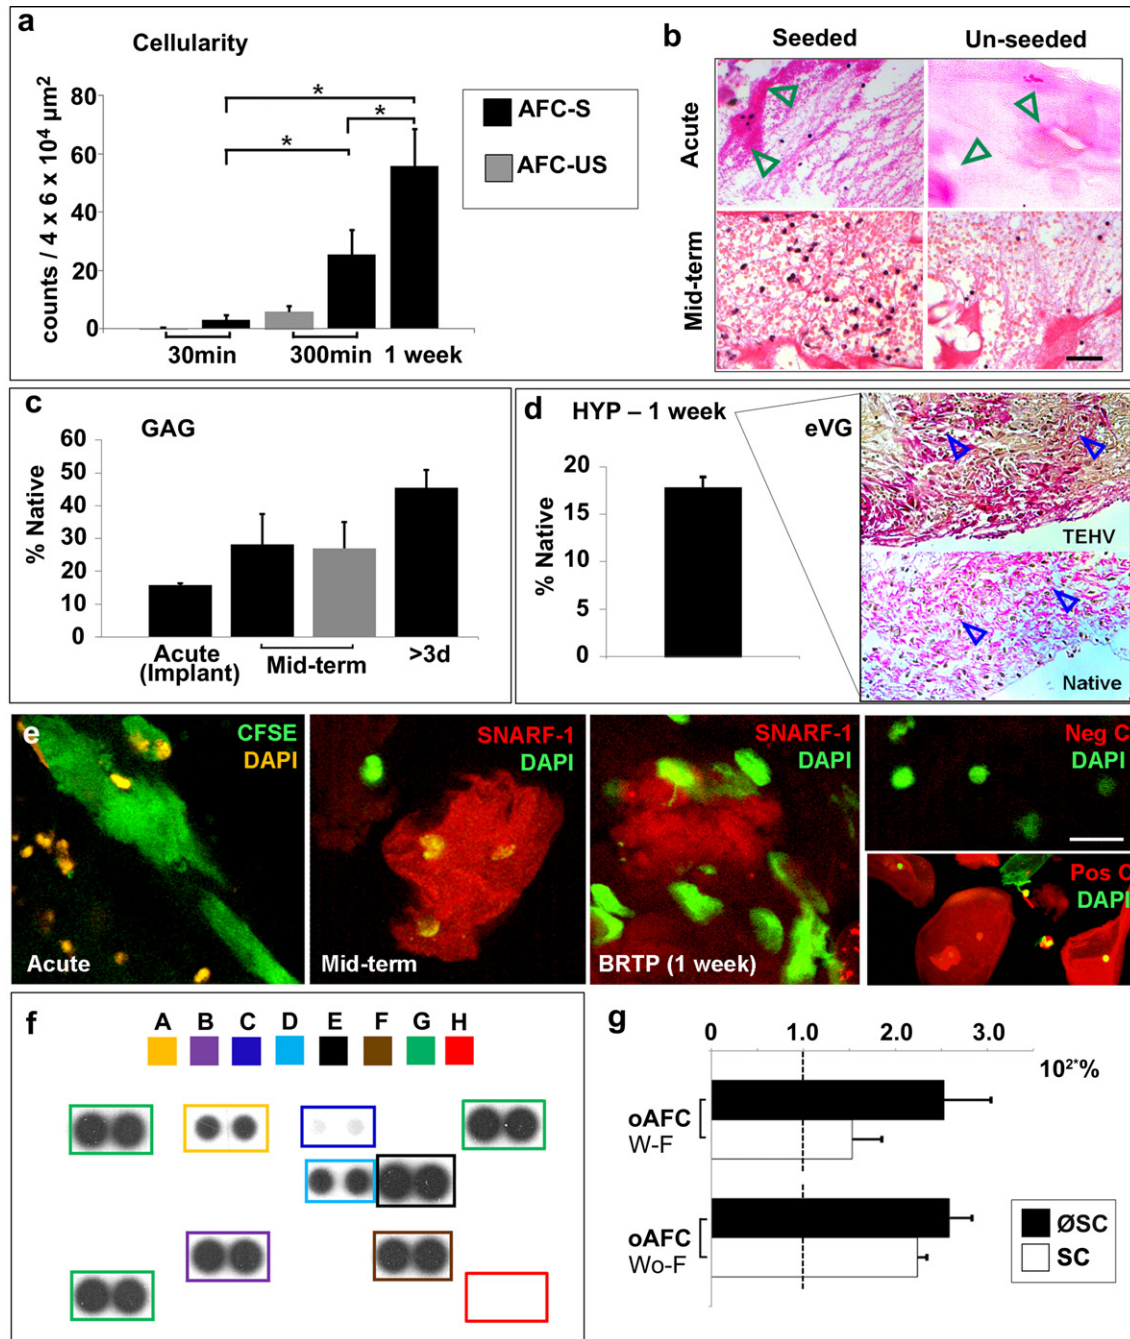 a
Cellularity
counts / 4 x 6 x 10⁴ µm²
80
60
40
20
0
*
*
*
AFC-S
AFC-US
30min
300min
1 week
b
Seeded
Un-seeded
Acute
Mid-term
c
GAG
% Native
60
50
40
30
20
10
0
Acute
(Implant)
Mid-term
>3d
d
HYP – 1 week
% Native
20
15
10
5
0
eVG
TEHV
Native
e
CFSE
DAPI
Acute
SNARF-1
DAPI
Mid-term
SNARF-1
DAPI
BRTP (1 week)
Neg C
DAPI
Pos C
DAPI
f
A B C D E F G H
g
0 1.0 3.0
10²*%
oAFC
W-F
oAFC
Wo-F
ØSC
SC